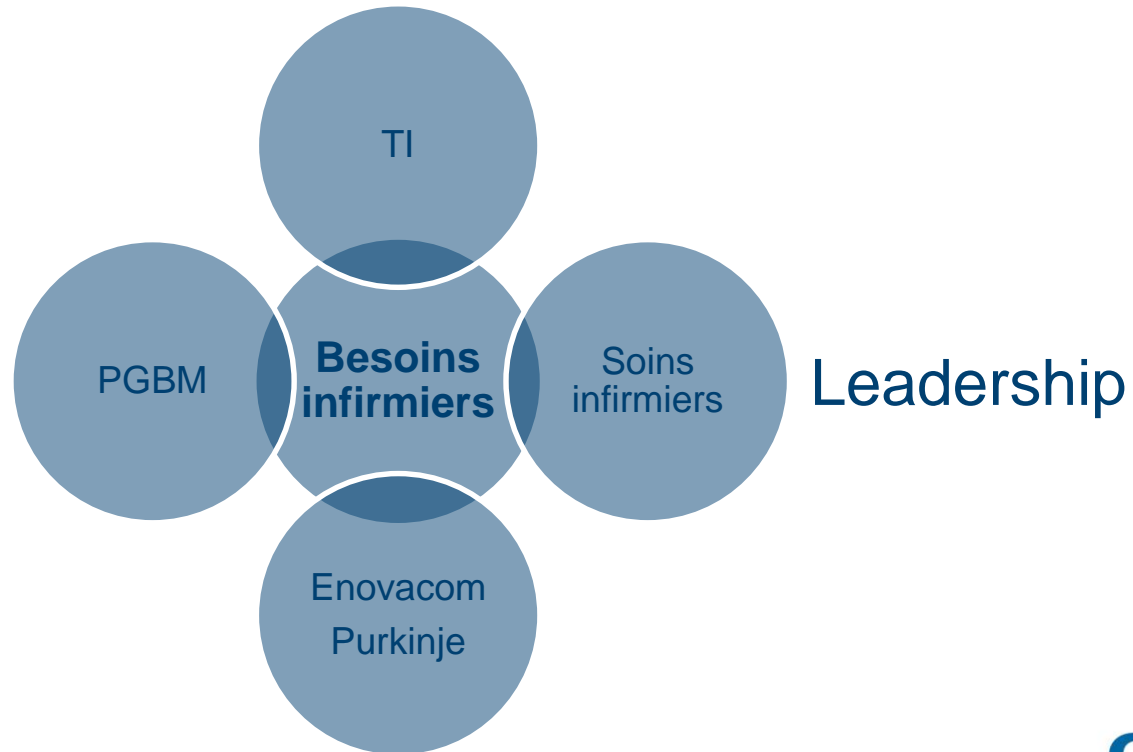 TI
PGBM
Besoins
infirmiers
Soins
infirmiers
Leadership
Enovacom
Purkinje